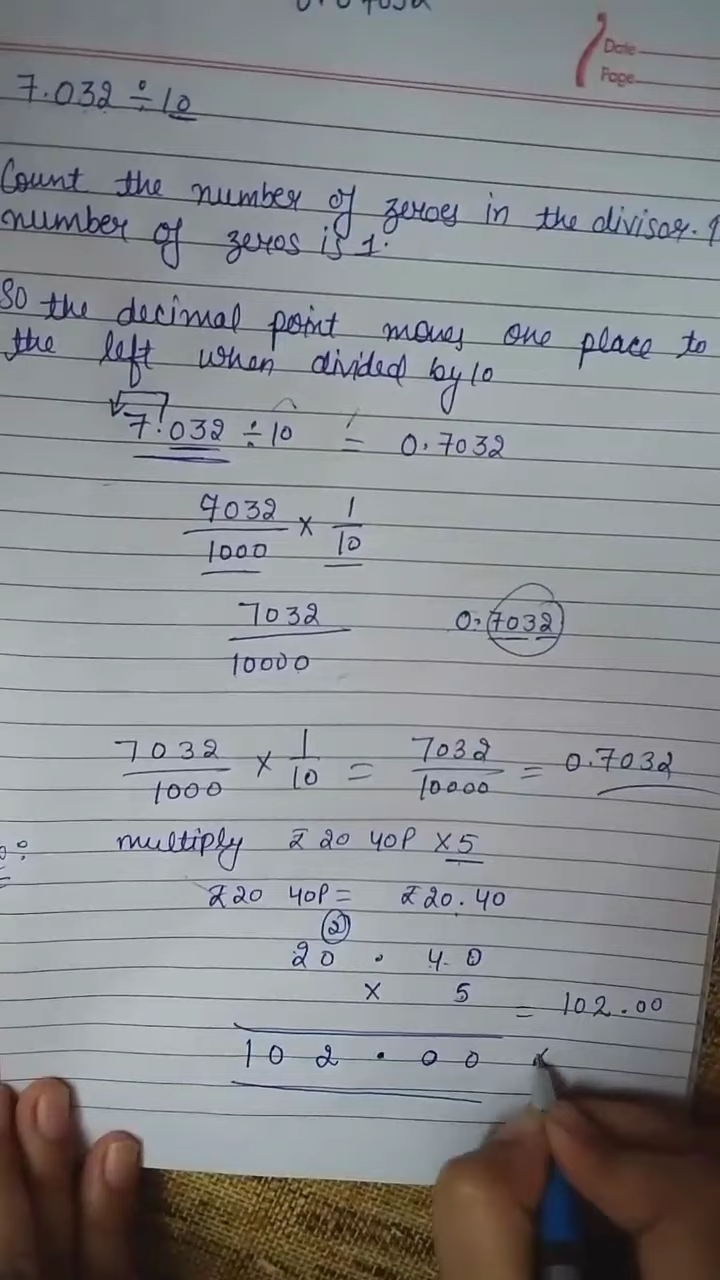 Date
Page
7.032 ÷ 10
Count the number of zeroes in the divisor.
number of zeros is 1.
So the decimal point moves one place to
the left when divided by 10
7.032 ÷ 10 = 0.7032
7032/1000 × 1/10
7032/10000 0.7032
7032/1000 × 1/10 = 7032/10000 = 0.7032
multiply ₹ 20 40P × 5
₹20 40P = ₹20.40
2
20 . 40
× 5 = 102.00
102.00